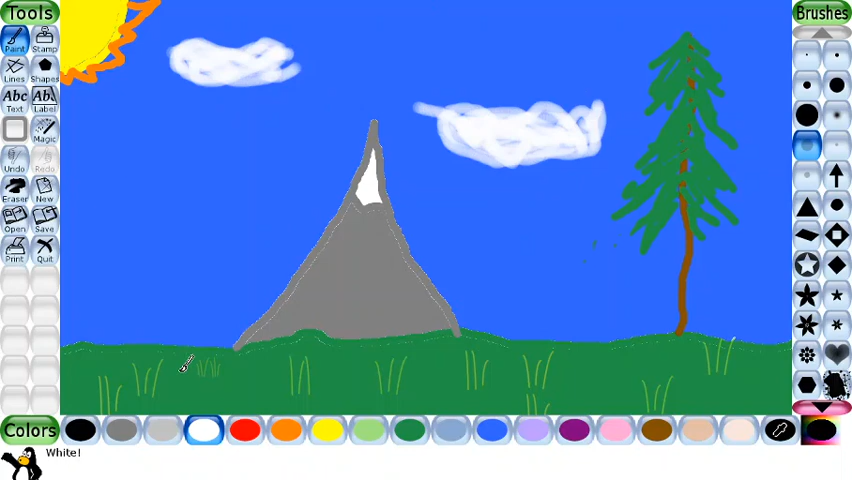 Tools
Brushes
Paint
Stamp
Lines
Shapes
Abc
Abc
Text
Label
Magic
Undo
Redo
Eraser
New
Open
Save
Print
Quit
Colors
White!